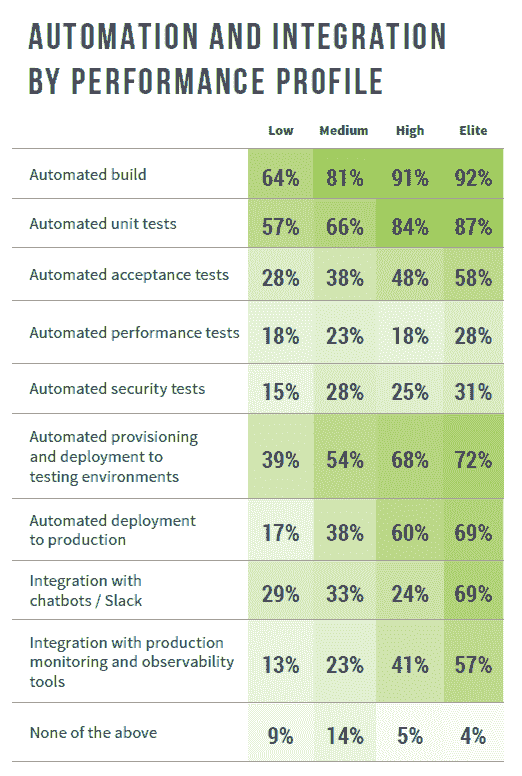 AUTOMATION AND INTEGRATION
BY PERFORMANCE PROFILE
Low Medium High Elite
Automated build 64% 81% 91% 92%
Automated unit tests 57% 66% 84% 87%
Automated acceptance tests 28% 38% 48% 58%
Automated performance tests 18% 23% 18% 28%
Automated security tests 15% 28% 25% 31%
Automated provisioning
and deployment to
testing environments 39% 54% 68% 72%
Automated deployment
to production 17% 38% 60% 69%
Integration with
chatbots / Slack 29% 33% 24% 69%
Integration with production
monitoring and observability
tools 13% 23% 41% 57%
None of the above 9% 14% 5% 4%